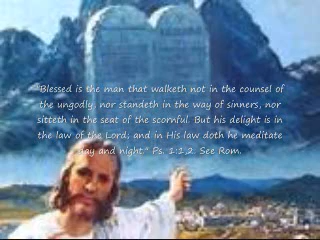 "Blessed is the man that walketh not in the counsel of
the ungodly, nor standeth in the way of sinners, nor
sitteth in the seat of the scornful. But his delight is in
the law of the Lord; and in His law doth he meditate
day and night." Ps. 1:1,2. See Rom.